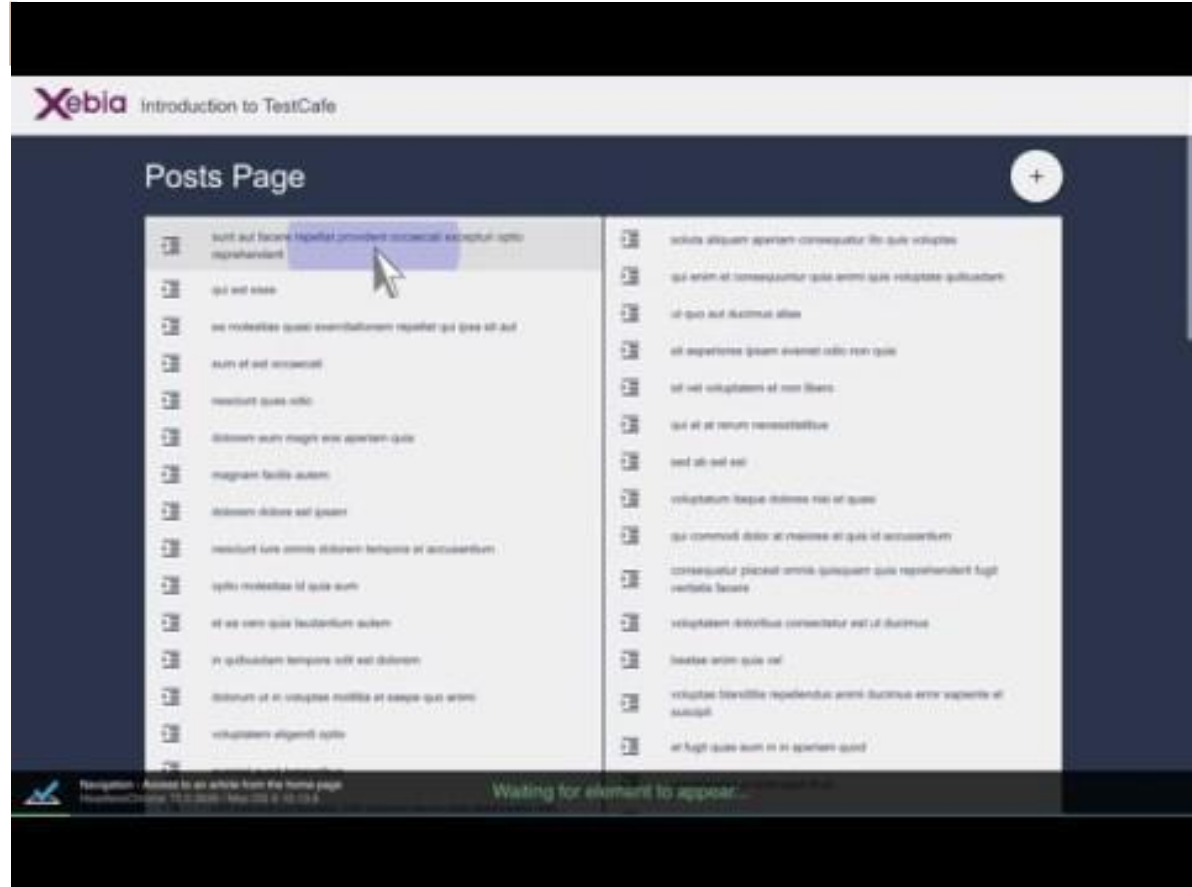 Xebia Introduction to TestCafe
Posts Page
+
sunt aut facere repellat provident occaecati excepturi optio
reprehenderit
qui est esse
ea molestias quasi exercitationem repellat qui ipsa sit aut
eum et est occaecati
nesciunt quas odio
dolorem eum magni eos aperiam quia
magnam facilis autem
dolorem dolore est ipsam
nesciunt iure omnis dolorem tempora et accusantium
optio molestias id quia eum
et ea vero quia laudantium autem
in quibusdam tempore odit est dolorem
dolorum ut in voluptas mollitia et saepe quo animi
voluptatem eligendi optio
soluta aliquam aperiam consequatur illo quis voluptas
qui enim et consequuntur quia animi quis voluptate quibusdam
ut quo aut ducimus alias
sit asperiores ipsam eveniet odio non quia
sit vel voluptatem et non libero
qui et at rerum necessitatibus
sed ab est est
voluptatum itaque dolores nisi et quasi
qui commodi dolor at maiores et quis id accusantium
consequatur placeat omnis quisquam quia reprehenderit fugit
veritatis facere
voluptatem doloribus consectetur est ut ducimus
beatae enim quia vel
voluptas blanditiis repellendus animi ducimus error sapiente et
suscipit
et fugit quas eum in in aperiam quod
Navigation - Access to an article from the home page
Waiting for element to appear...